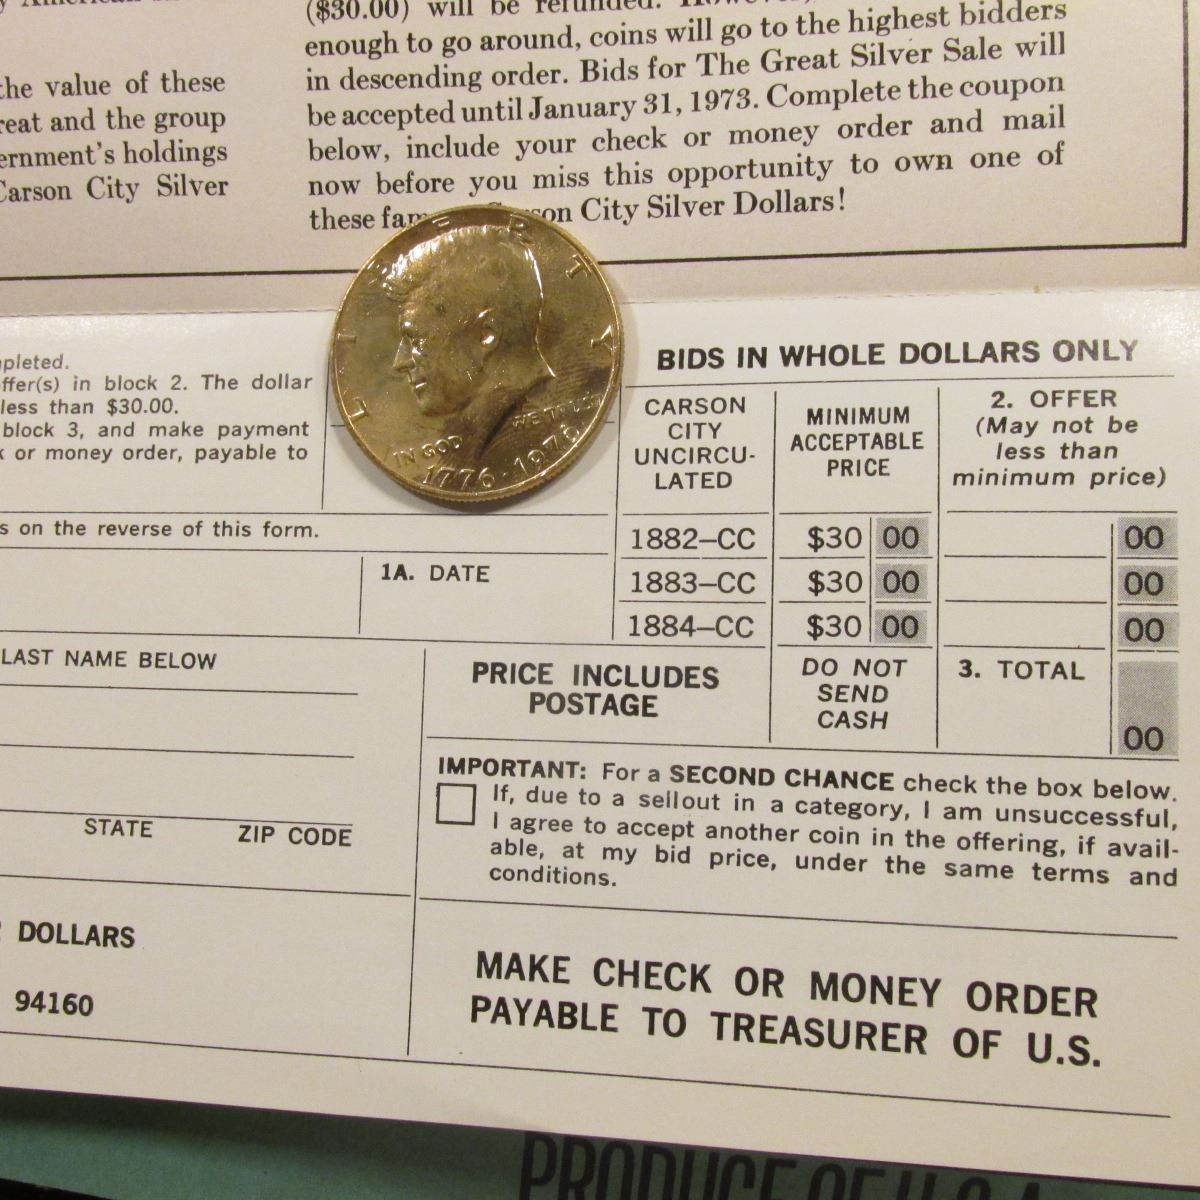 the value of these
reat and the group
ernment's holdings
Carson City Silver
($30.00) will be refunded.
enough to go around, coins will go to the highest bidders
in descending order. Bids for The Great Silver Sale will
be accepted until January 31, 1973. Complete the coupon
below, include your check or money order and mail
now before you miss this opportunity to own one of
these City Silver Dollars!
LIBERTY
IN GOD WE TRUST
1776·1976
pleted.
ffer(s) in block 2. The dollar
less than $30.00.
block 3, and make payment
k or money order, payable to
s on the reverse of this form.
1A. DATE
LAST NAME BELOW
STATE ZIP CODE
DOLLARS
94160
BIDS IN WHOLE DOLLARS ONLY
CARSON
CITY
UNCIRCU-
LATED
MINIMUM
ACCEPTABLE
PRICE
2. OFFER
(May not be
less than
minimum price)
1882-CC $30 00 00
1883-CC $30 00 00
1884-CC $30 00 00
PRICE INCLUDES
POSTAGE
DO NOT
SEND
CASH
3. TOTAL
00
IMPORTANT: For a SECOND CHANCE check the box below.
If, due to a sellout in a category, I am unsuccessful,
I agree to accept another coin in the offering, if avail-
able, at my bid price, under the same terms and
conditions.
MAKE CHECK OR MONEY ORDER
PAYABLE TO TREASURER OF U.S.
PRODUCE OF U.S.A.